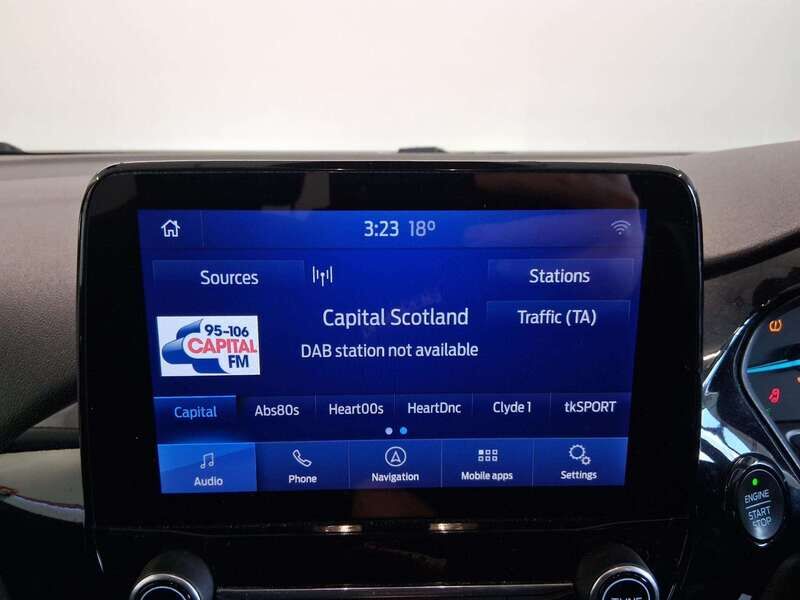 3:23 18°
Sources
Stations
Capital Scotland
Traffic (TA)
95-106
CAPITAL
FM
DAB station not available
Capital
Abs80s
Heart00s
HeartDnc
Clyde 1
tkSPORT
Audio
Phone
Navigation
Mobile apps
Settings
ENGINE
START
STOP
TUNE